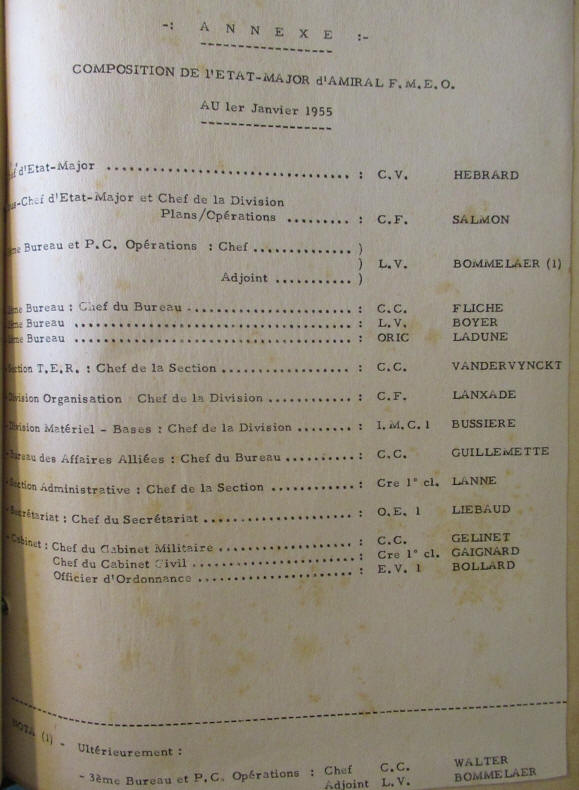 -: A N N E X E :-
COMPOSITION DE l'ETAT-MAJOR d'AMIRAL F.M.E.O.
AU 1er Janvier 1955
d'Etat-Major ................................ : C.V. HEBRARD
us-Chef d'Etat-Major et Chef de la Division
Plans/Opérations ......... : C.F. SALMON
ème Bureau et P.C. Opérations : Chef ............. )
) L.V. BOMMELAER (1)
Adjoint ........... )
ème Bureau : Chef du Bureau ....................... : C.C. FLICHE
ème Bureau ..................................... : L.V. BOYER
ème Bureau ..................................... : ORIC LADUNE
Section T.E.R. : Chef de la Section ................. : C.C. VANDERVYNCKT
Division Organisation Chef de la Division ........... : C.F. LANXADE
Division Matériel - Bases : Chef de la Division ........ : I.M.C.1 BUSSIERE
- Bureau des Affaires Alliées : Chef du Bureau .......... : C.C. GUILLEMETTE
Section Administrative : Chef de la Section ........... : Cre 1° cl. LANNE
Secrétariat : Chef du Secrétariat .................... : O.E. 1 LIEBAUD
- Cabinet : Chef du Cabinet Militaire .................. : C.C. GELINET
Chef du Cabinet Civil ..................... : Cre 1° cl. GAIGNARD
Officier d'Ordonnance .................... : E.V. 1 BOLLARD
NOTA (1) - Ultérieurement :
- 3ème Bureau et P.C. Opérations : Chef C.C. WALTER
Adjoint L.V. BOMMELAER